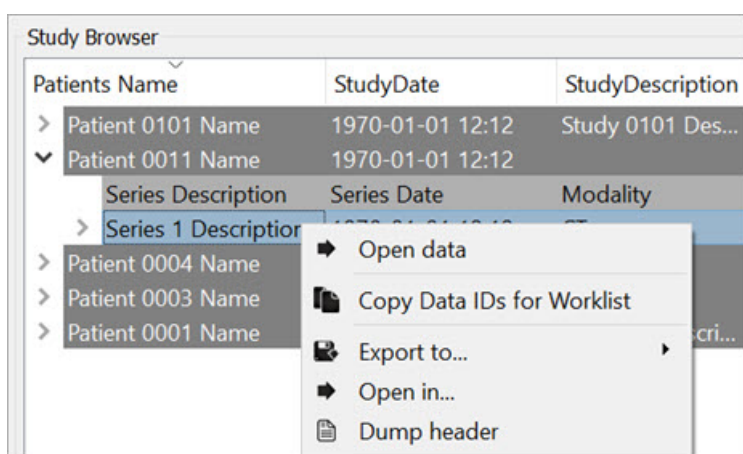 Study Browser
Patients Name StudyDate StudyDescription
Patient 0101 Name 1970-01-01 12:12 Study 0101 Des...
Patient 0011 Name 1970-01-01 12:12
Series Description Series Date Modality
Series 1 Description
Open data
Patient 0004 Name
Copy Data IDs for Worklist
Patient 0003 Name
Patient 0001 Name scri...
Export to...
Open in...
Dump header